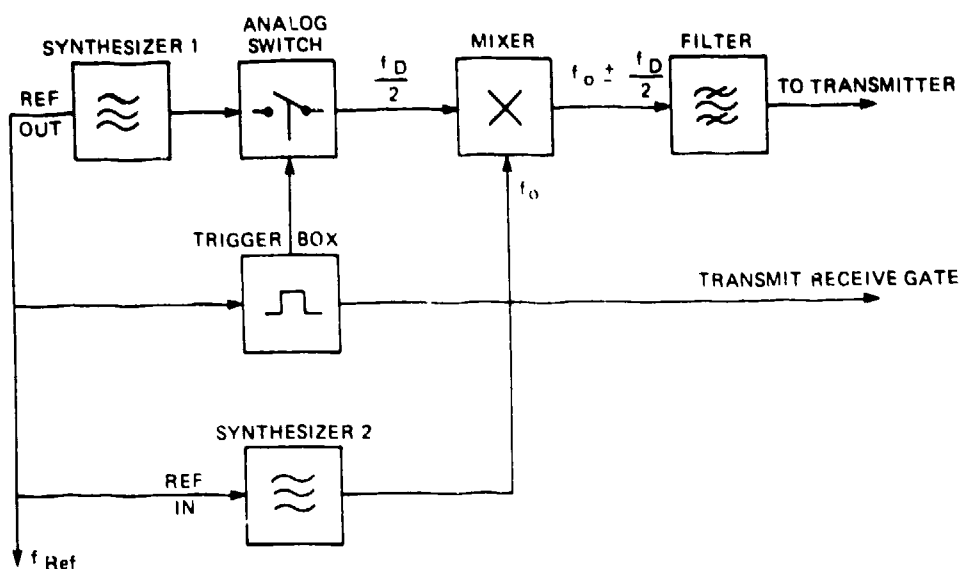 SYNTHESIZER 1
REF
OUT
ANALOG
SWITCH
f_D
2
MIXER
f_o ± f_D
2
FILTER
TO TRANSMITTER
f_o
TRIGGER BOX
TRANSMIT RECEIVE GATE
SYNTHESIZER 2
REF
IN
f_Ref